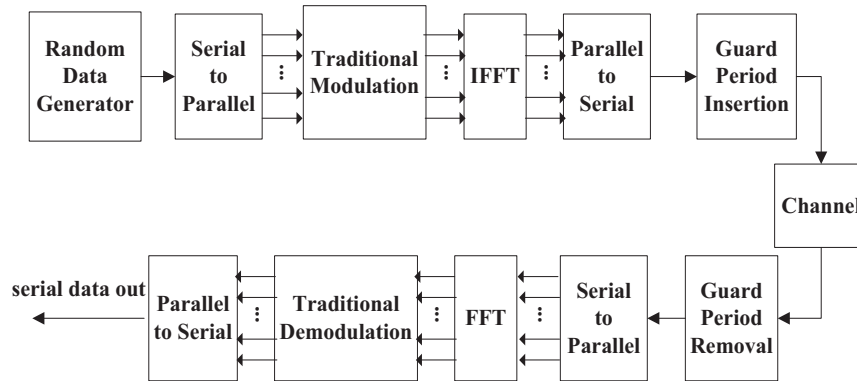 Random
Data
Generator
Serial
to
Parallel
Traditional
Modulation
IFFT
Parallel
to
Serial
Guard
Period
Insertion
Channel
Guard
Period
Removal
Serial
to
Parallel
FFT
Traditional
Demodulation
Parallel
to Serial
serial data out